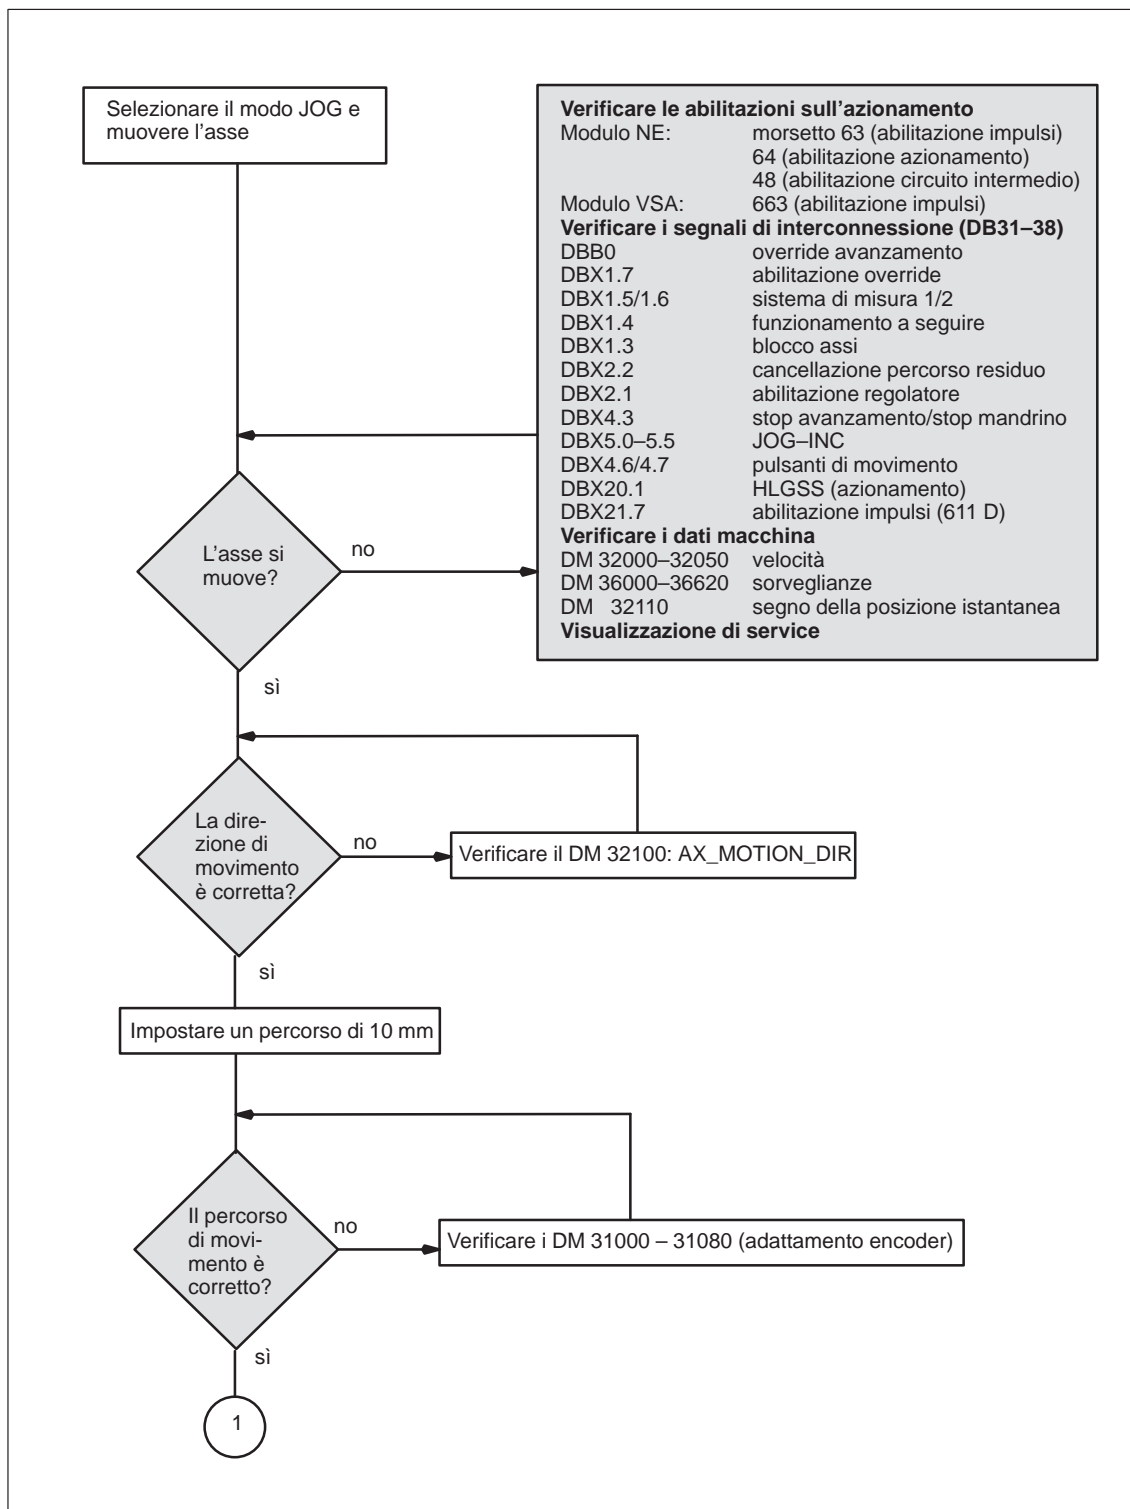 Selezionare il modo JOG e
muovere l'asse
Verificare le abilitazioni sull'azionamento
Modulo NE: morsetto 63 (abilitazione impulsi)
64 (abilitazione azionamento)
48 (abilitazione circuito intermedio)
Modulo VSA: 663 (abilitazione impulsi)
Verificare i segnali di interconnessione (DB31–38)
DBB0 override avanzamento
DBX1.7 abilitazione override
DBX1.5/1.6 sistema di misura 1/2
DBX1.4 funzionamento a seguire
DBX1.3 blocco assi
DBX2.2 cancellazione percorso residuo
DBX2.1 abilitazione regolatore
DBX4.3 stop avanzamento/stop mandrino
DBX5.0–5.5 JOG–INC
DBX4.6/4.7 pulsanti di movimento
DBX20.1 HLGSS (azionamento)
DBX21.7 abilitazione impulsi (611 D)
Verificare i dati macchina
DM 32000–32050 velocità
DM 36000–36620 sorveglianze
DM 32110 segno della posizione istantanea
Visualizzazione di service
L'asse si
muove?
no
sì
La dire-
zione di
movimento
è corretta?
no
Verificare il DM 32100: AX_MOTION_DIR
sì
Impostare un percorso di 10 mm
Il percorso
di movi-
mento è
corretto?
no
Verificare i DM 31000 – 31080 (adattamento encoder)
sì
1